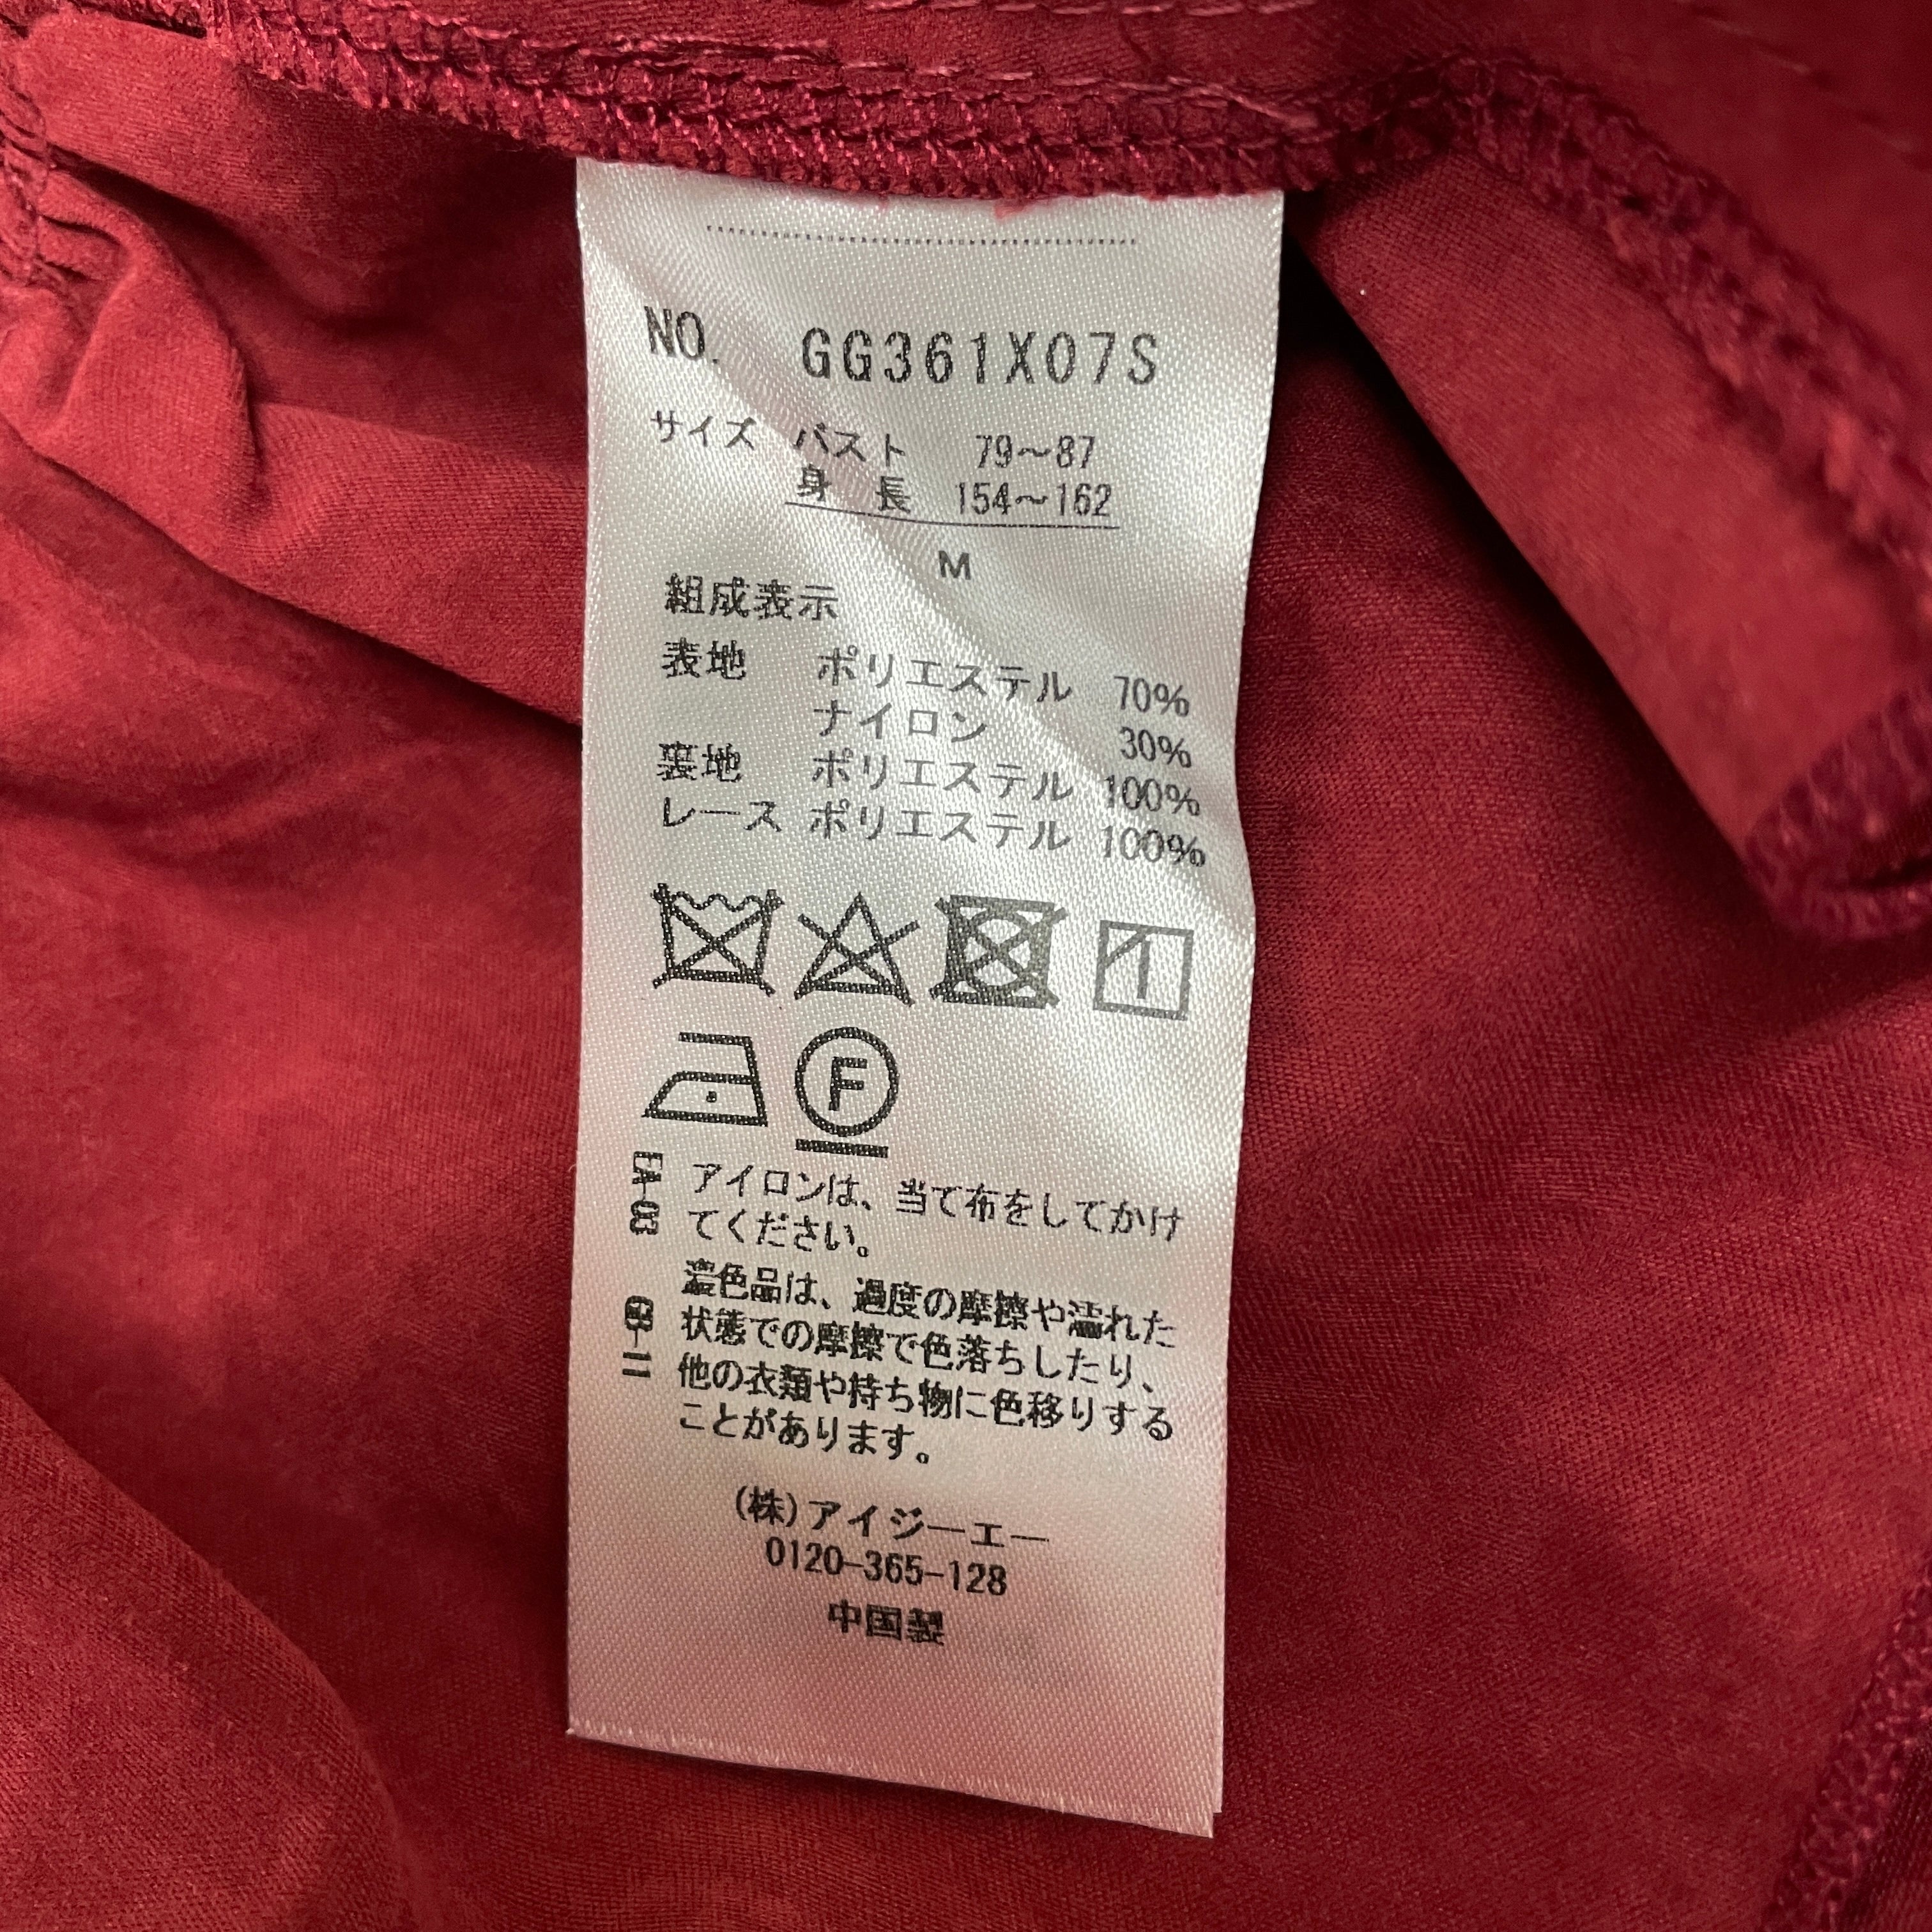 NO. GG361X07S
サイズ バスト 79~87
身 長 154~162
M
組成表示
表地 ポリエステル 70%
ナイロン 30%
裏地 ポリエステル 100%
レース ポリエステル 100%
F
EA-03 アイロンは、当て布をしてかけ
てください。
濃色品は、過度の摩擦や濡れた
状態での摩擦で色落ちしたり、
他の衣類や持ち物に色移りする
ことがあります。
(株)アイジーエー
0120-365-128
中国製